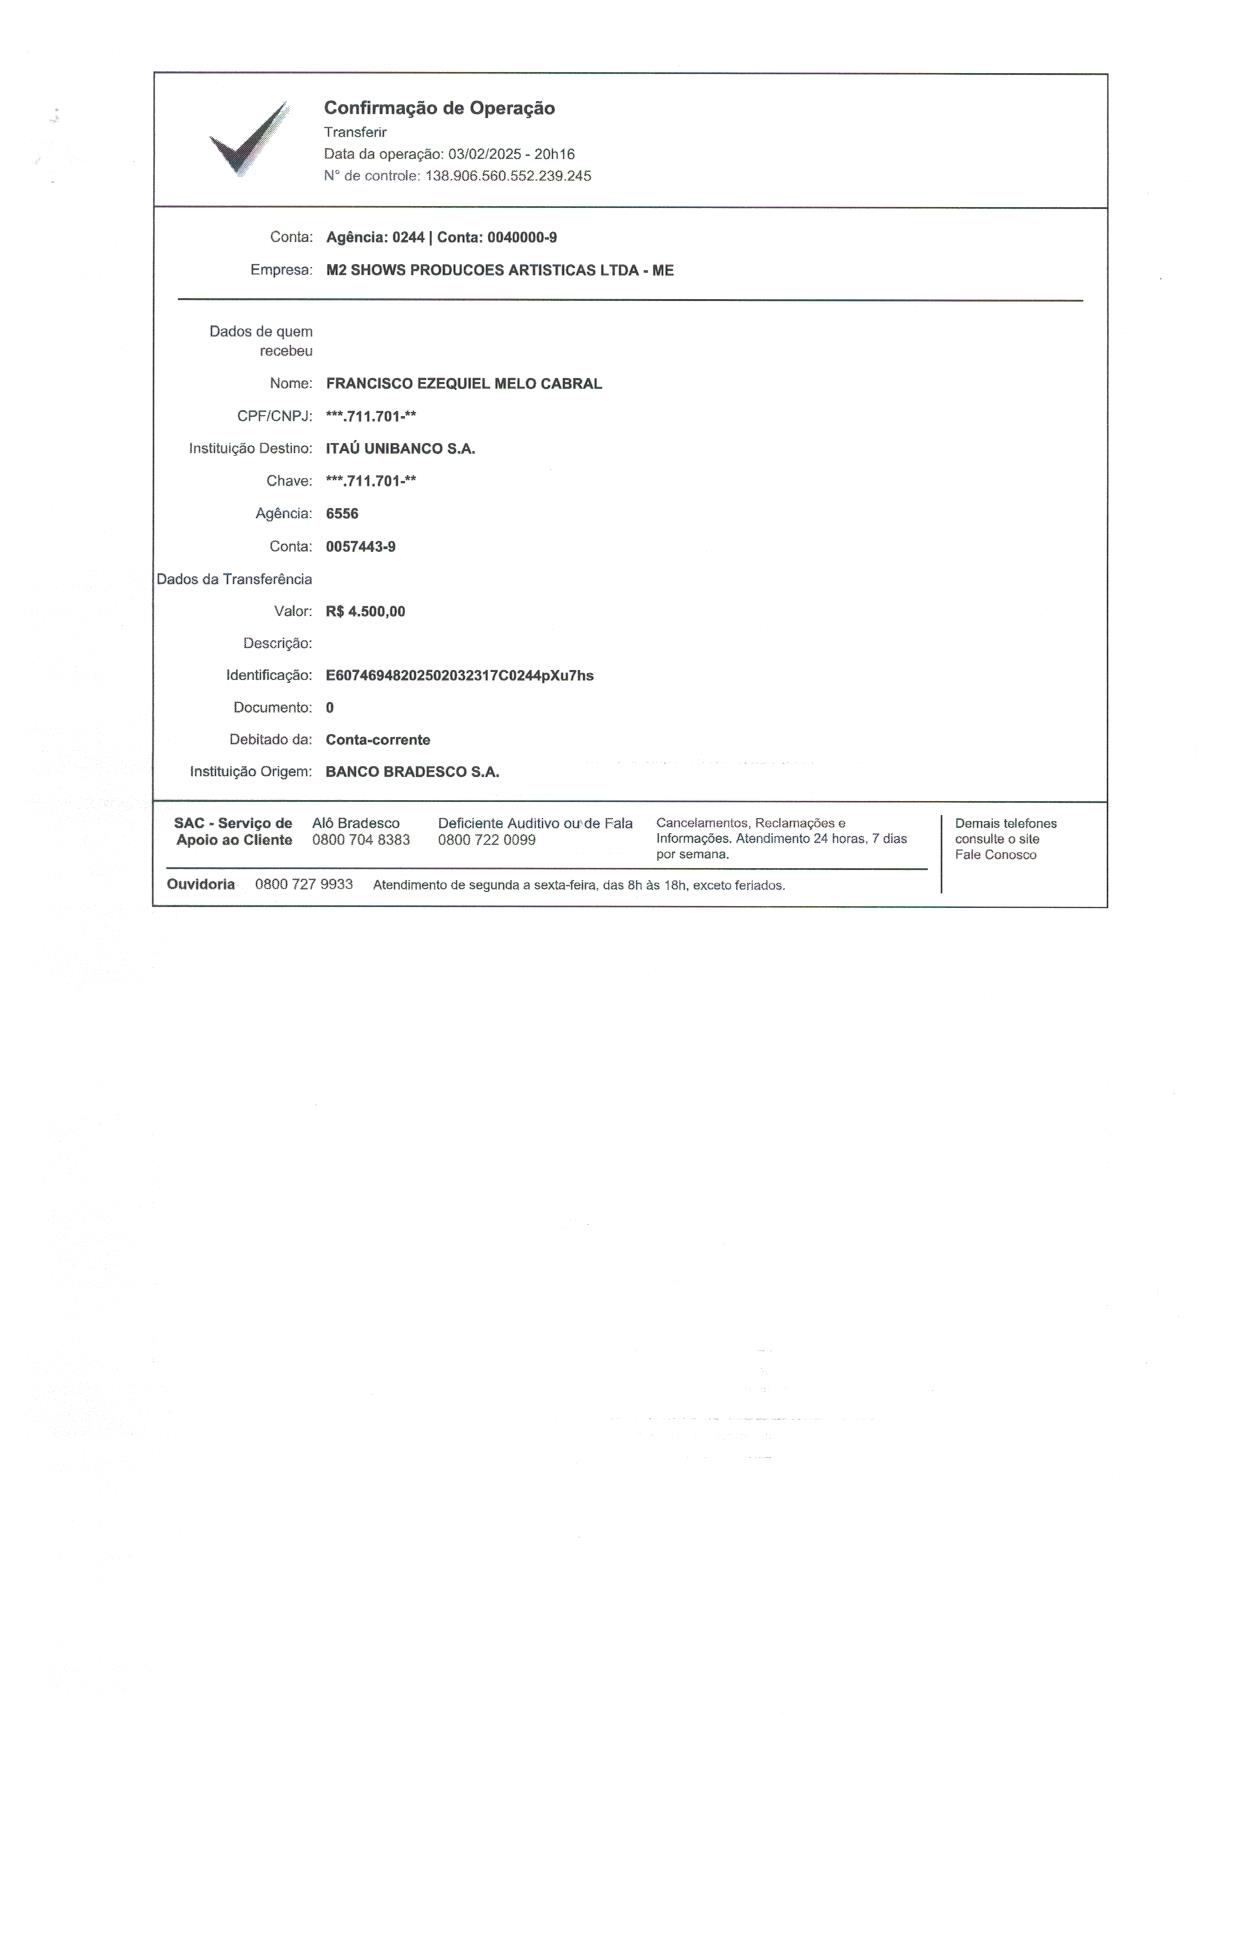 Confirmação de Operação
Transferir
Data da operação: 03/02/2025 - 20h16
N° de controle: 138.906.560.552.239.245
Conta: Agência: 0244 | Conta: 0040000-9
Empresa: M2 SHOWS PRODUCOES ARTISTICAS LTDA - ME
Dados de quem
recebeu
Nome: FRANCISCO EZEQUIEL MELO CABRAL
CPF/CNPJ: ***.711.701-**
Instituição Destino: ITAÚ UNIBANCO S.A.
Chave: ***.711.701-**
Agência: 6556
Conta: 0057443-9
Dados da Transferência
Valor: R$ 4.500,00
Descrição:
Identificação: E60746948202502032317C0244pXu7hs
Documento: 0
Debitado da: Conta-corrente
Instituição Origem: BANCO BRADESCO S.A.
SAC - Serviço de
Apoio ao Cliente
Alô Bradesco
0800 704 8383
Deficiente Auditivo ou de Fala
0800 722 0099
Cancelamentos, Reclamações e
Informações. Atendimento 24 horas, 7 dias
por semana.
Demais telefones
consulte o site
Fale Conosco
Ouvidoria 0800 727 9933 Atendimento de segunda a sexta-feira, das 8h às 18h, exceto feriados.